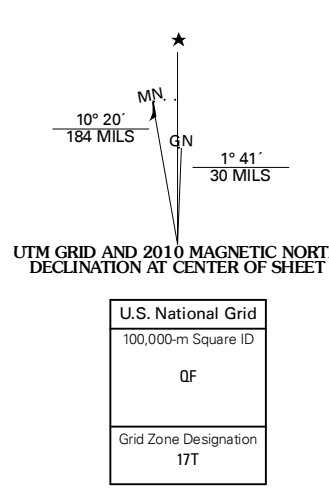 MN
10° 20´
184 MILS
GN
1° 41´
30 MILS
UTM GRID AND 2010 MAGNETIC NORT
DECLINATION AT CENTER OF SHEET
U.S. National Grid
100,000-m Square ID
QF
Grid Zone Designation
17T